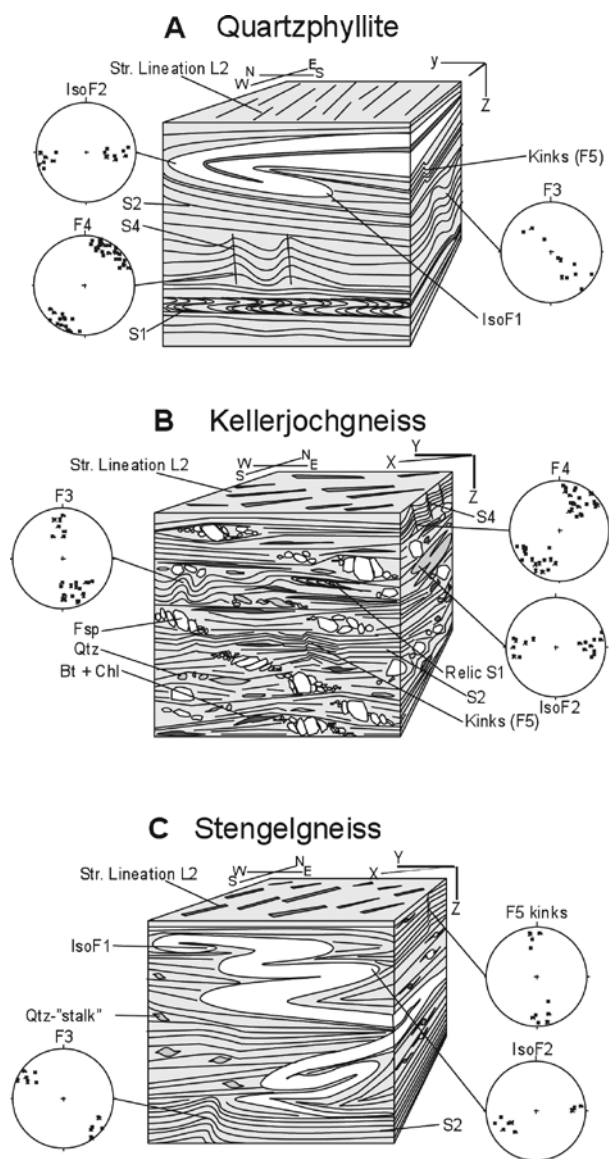 A Quartzphyllite
Str. Lineation L2
N E
W S
y
Z
IsoF2
Kinks (F5)
F3
S2
S4
F4
S1
IsoF1
B Kellerjochgneiss
Str. Lineation L2
W N
S E
Y
X
Z
F4
S4
F3
Fsp
Qtz
Bt + Chl
Relic S1
S2
Kinks (F5)
IsoF2
C Stengelgneiss
Str. Lineation L2
W N
S E
Y
X
Z
F5 kinks
IsoF1
Qtz-"stalk"
F3
IsoF2
S2